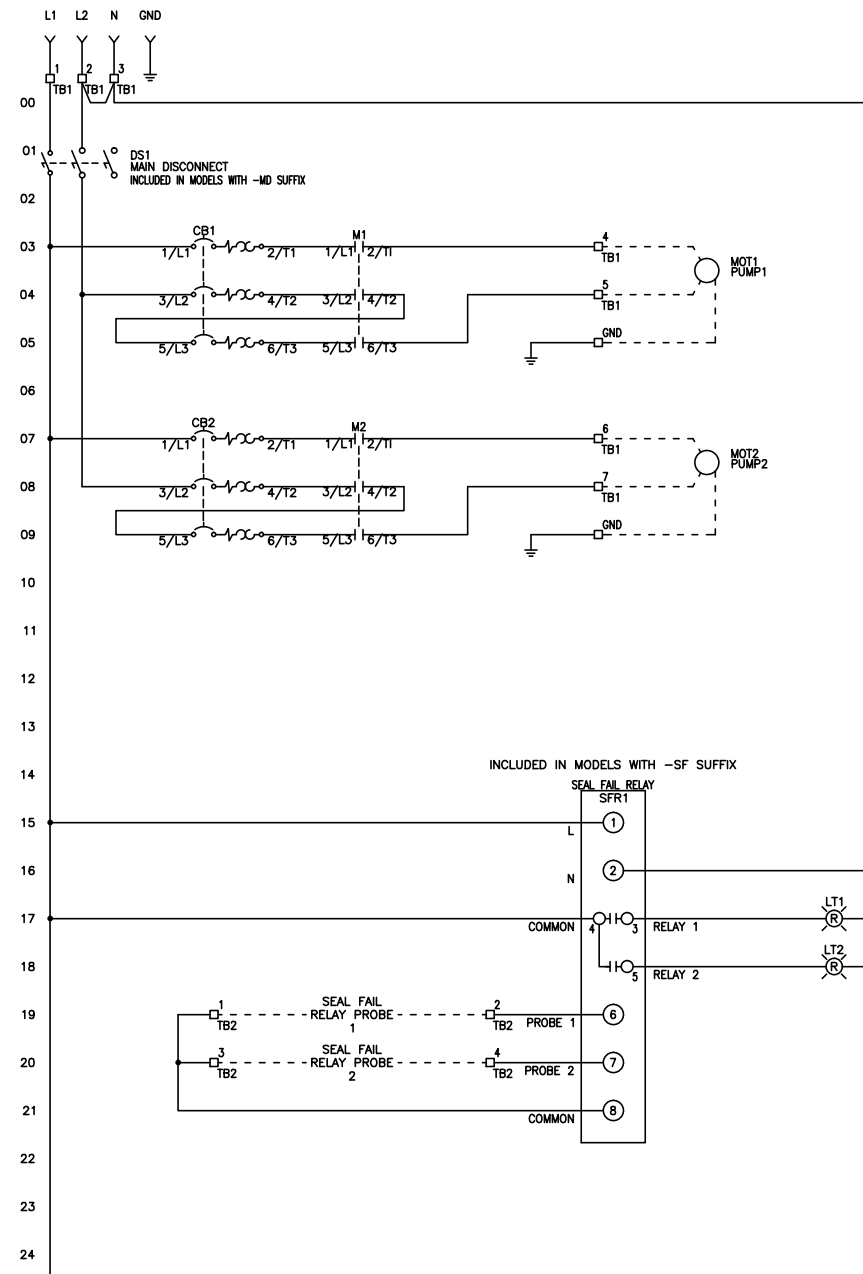 L1 L2 N GND
1 2 3
TB1 TB1 TB1
00
01 DS1
MAIN DISCONNECT
INCLUDED IN MODELS WITH -MD SUFFIX
02
CB1 M1 4
03 1/L1 2/T1 1/L1 2/TI TB1
MOT1
PUMP1
5
04 3/L2 4/T2 3/L2 4/T2 TB1
GND
05 5/L3 6/T3 5/L3 6/T3
06
CB2 M2 6
07 1/L1 2/T1 1/L1 2/TI TB1
MOT2
PUMP2
7
08 3/L2 4/T2 3/L2 4/T2 TB1
GND
09 5/L3 6/T3 5/L3 6/T3
10
11
12
13
INCLUDED IN MODELS WITH -SF SUFFIX
14
SEAL FAIL RELAY
SFR1
15 L 1
16 N 2
LT1
17 COMMON 4 3 RELAY 1 R
LT2
18 5 RELAY 2 R
19 1 TB2 SEAL FAIL
RELAY PROBE
1
2 TB2 PROBE 1 6
20 3 TB2 SEAL FAIL
RELAY PROBE
2
4 TB2 PROBE 2 7
21 COMMON 8
22
23
24